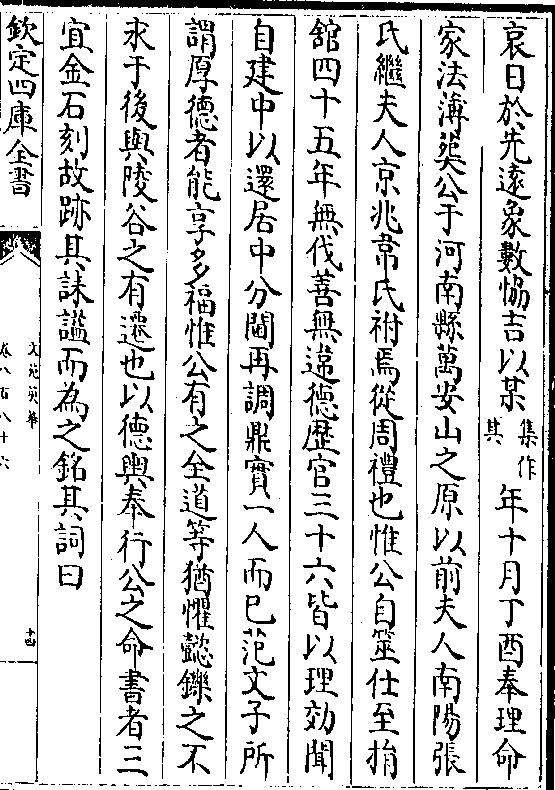 哀日於先遠象數恊吉以某集作其年十月丁酉奉理命
家法薄葬公于河南縣萬安山之原以前夫人南陽張
氏繼夫人京兆韋氏祔焉從周禮也惟公自筮仕至捐
舘四十五年無伐善無違德歴官三十六皆以理効聞
自建中以還居中分閫再調鼎實一人而已范文子所
謂厚德者能享多福惟公有之全道等猶懼懿鑠之不
永于後與陵谷之有遷也以德輿奉行公之命書者三
宜金石刻故跡其誄謚而為之銘其詞曰
欽定四庫全書
文苑英華
卷八百八十六
十四